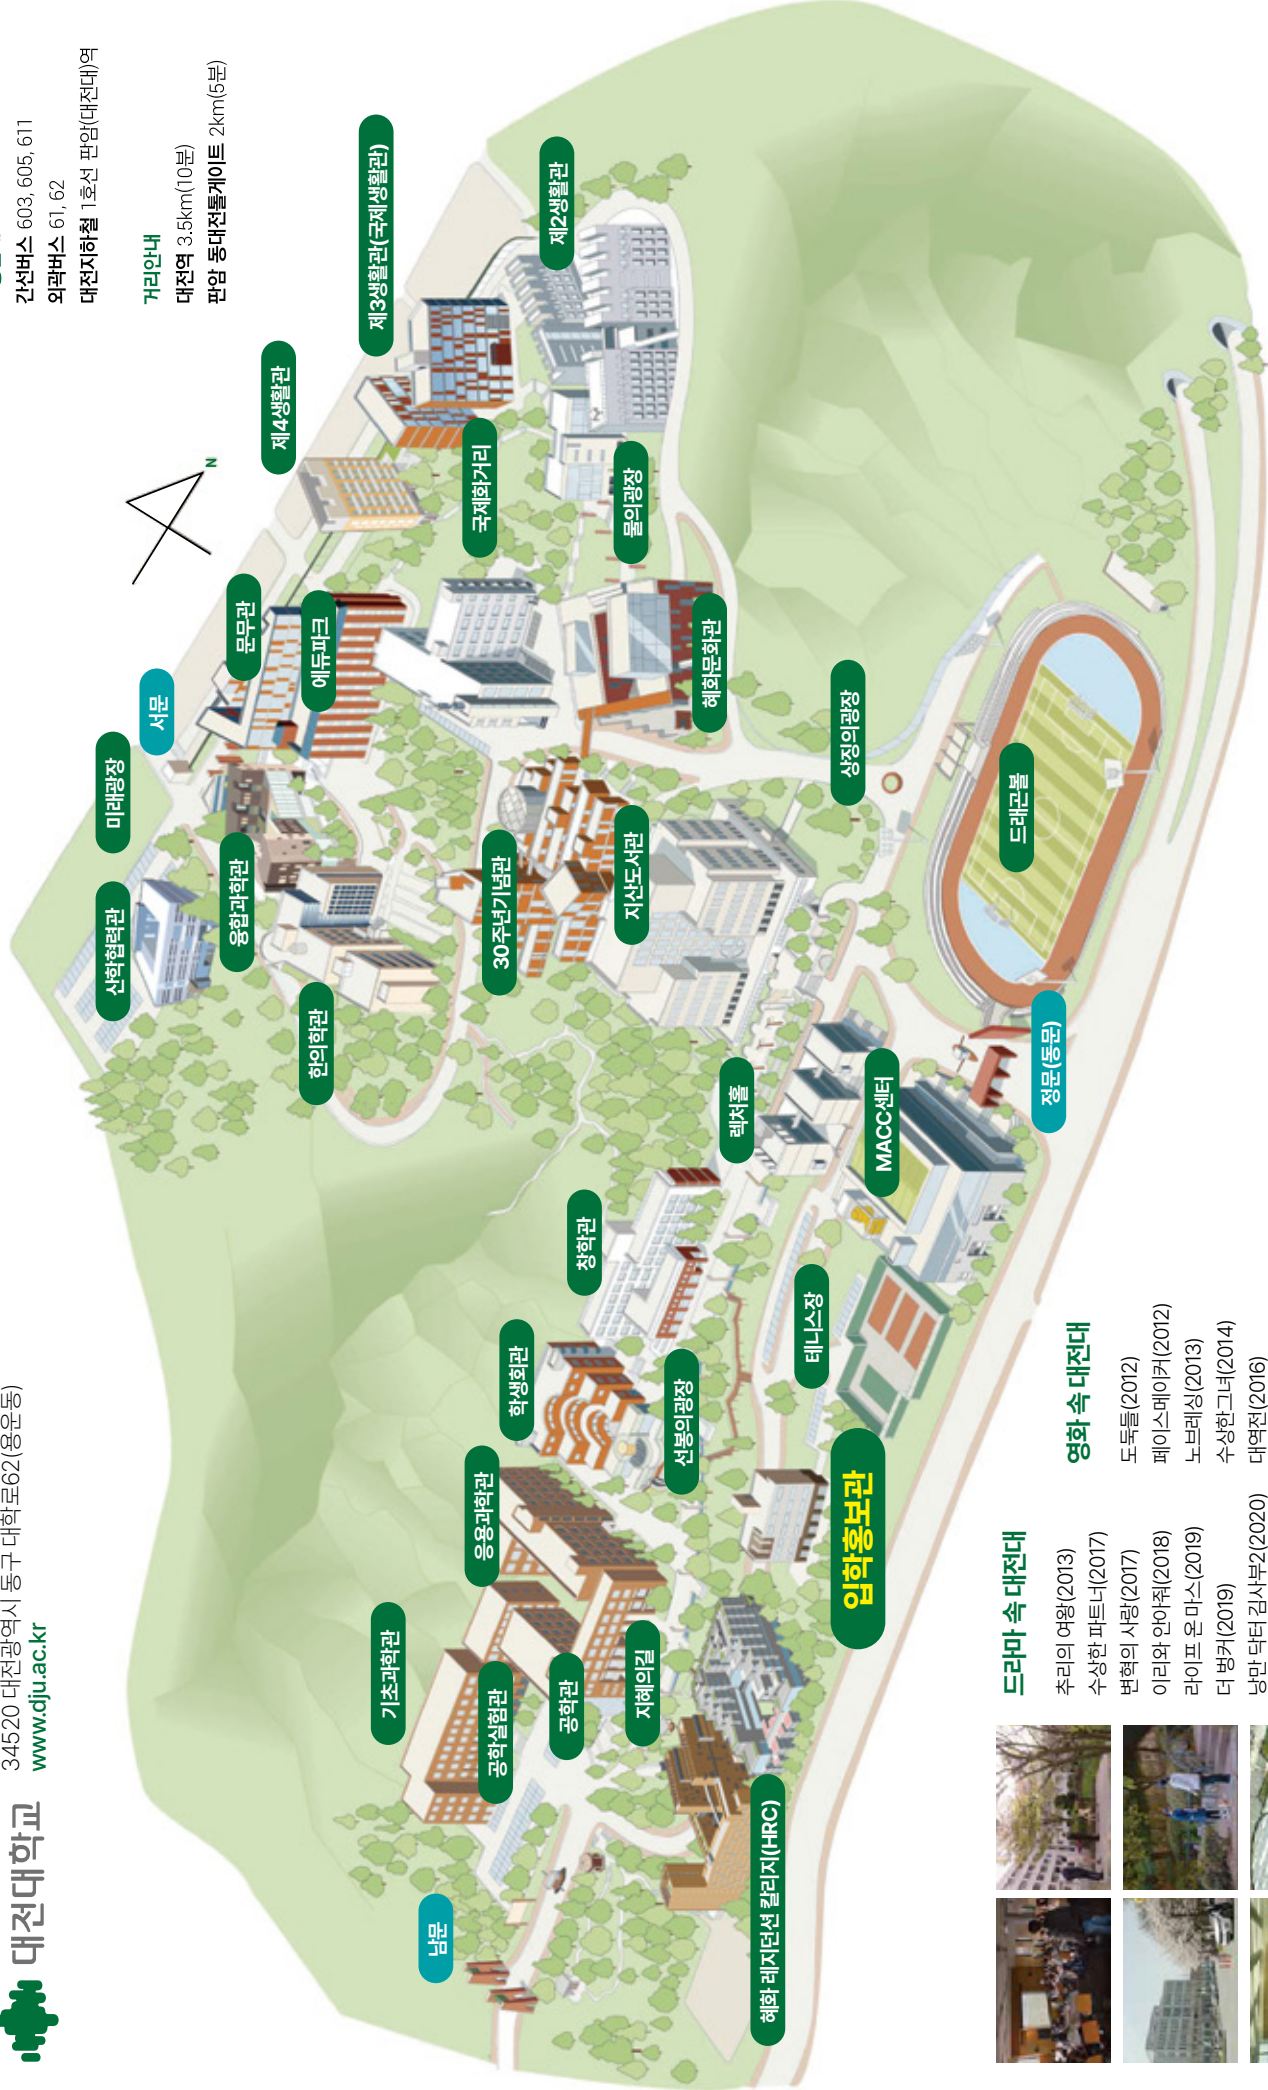 대전대학교
34520 대전광역시 동구 대학로62(용운동)
www.dju.ac.kr
간선버스 603, 605, 611
외곽버스 61, 62
대전지하철 1호선 판암(대전대)역
거리안내
대전역 3.5km(10분)
판암 동대전톨게이트 2km(5분)
N
산학협력관
미래광장
서문
융합과학관
문무관
제4생활관
한의학관
에듀파크
제3생활관(국제생활관)
기초과학관
남문
응용과학관
공학실험관
학생회관
30주년기념관
국제화거리
제2생활관
공학관
창학관
지혜의길
선봉의광장
지산도서관
물의광장
렉처홀
혜화문화관
혜화 레지던션 칼리지(HRC)
테니스장
입학홍보관
MACC센터
상징의광장
정문(동문)
드래곤볼
드라마 속 대전대
추리의 여왕(2013)
수상한 파트너(2017)
변혁의 사랑(2017)
이리와 안아줘(2018)
라이프 온 마스(2019)
더 벙커(2019)
낭만 닥터 김사부2(2020)
영화 속 대전대
도둑들(2012)
페이스메이커(2012)
노브레싱(2013)
수상한그녀(2014)
대역전(2016)